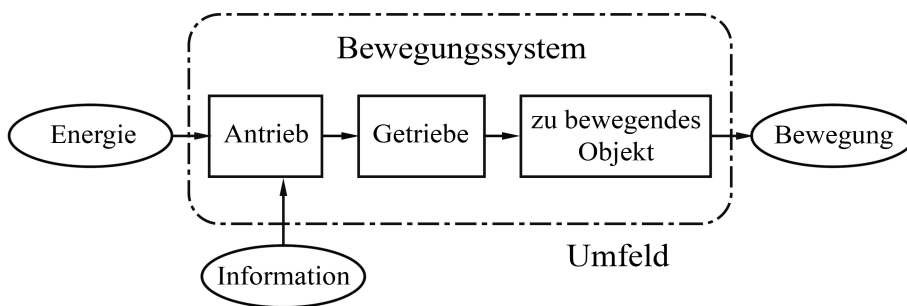 Bewegungssystem
Energie
Antrieb
Getriebe
zu bewegendes
Objekt
Bewegung
Umfeld
Information